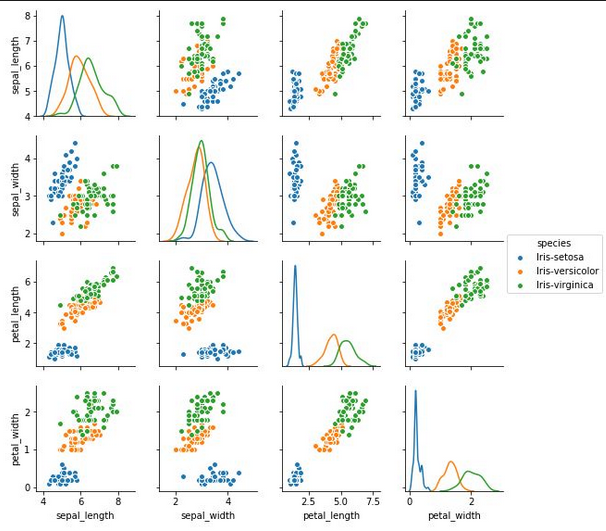 8
7
6
5
4
sepal_length
4
3
2
sepal_width
species
Iris-setosa
Iris-versicolor
Iris-virginica
6
4
2
petal_length
2
1
0
petal_width
4 6 8
sepal_length
2 4
sepal_width
2.5 5.0 7.5
petal_length
0 2
petal_width